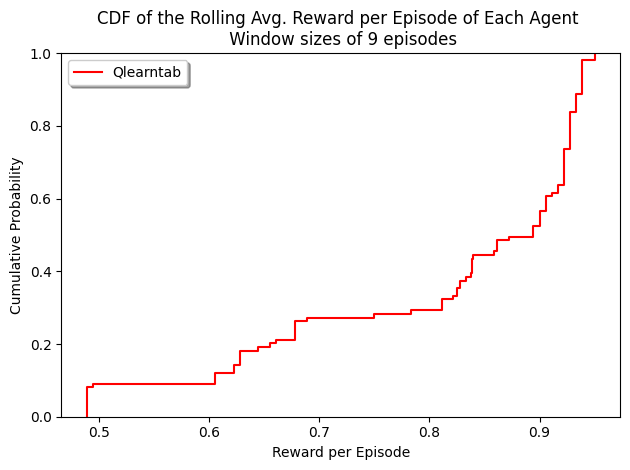 CDF of the Rolling Avg. Reward per Episode of Each Agent
Window sizes of 9 episodes
Qlearntab
1.0
0.8
0.6
0.4
0.2
0.0
Cumulative Probability
0.5 0.6 0.7 0.8 0.9
Reward per Episode